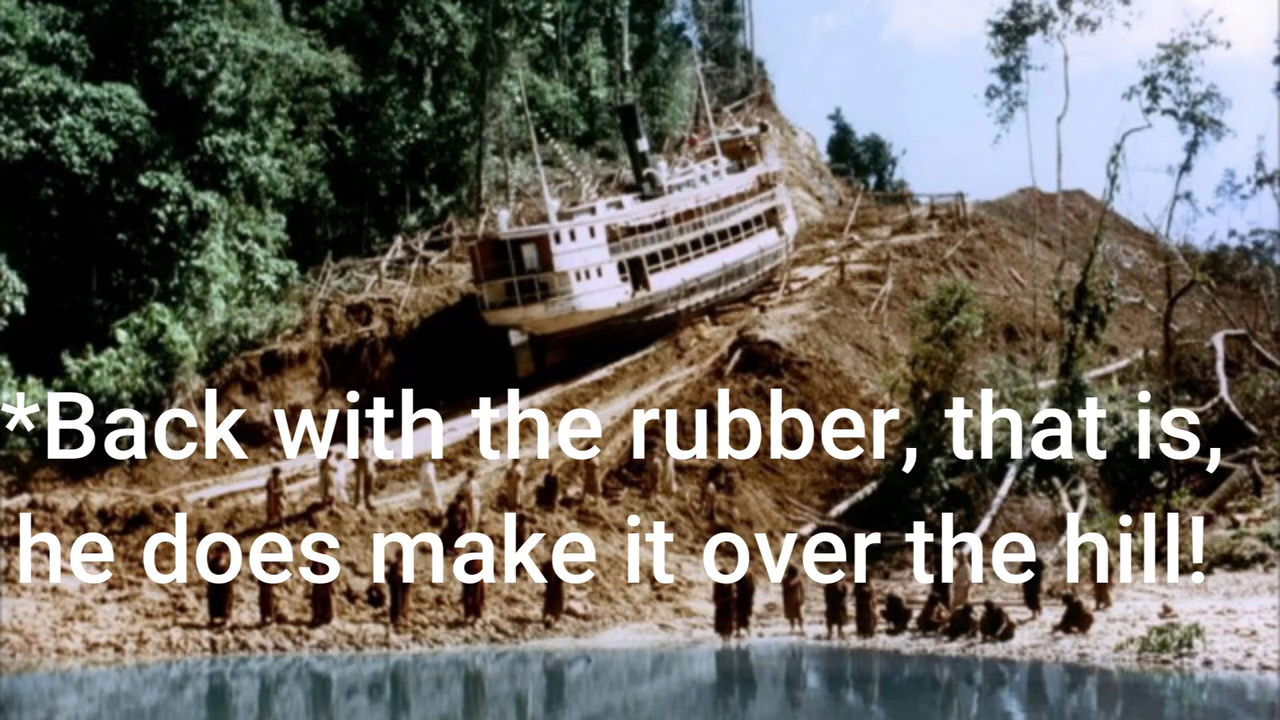 *Back with the rubber, that is,
he does make it over the hill!